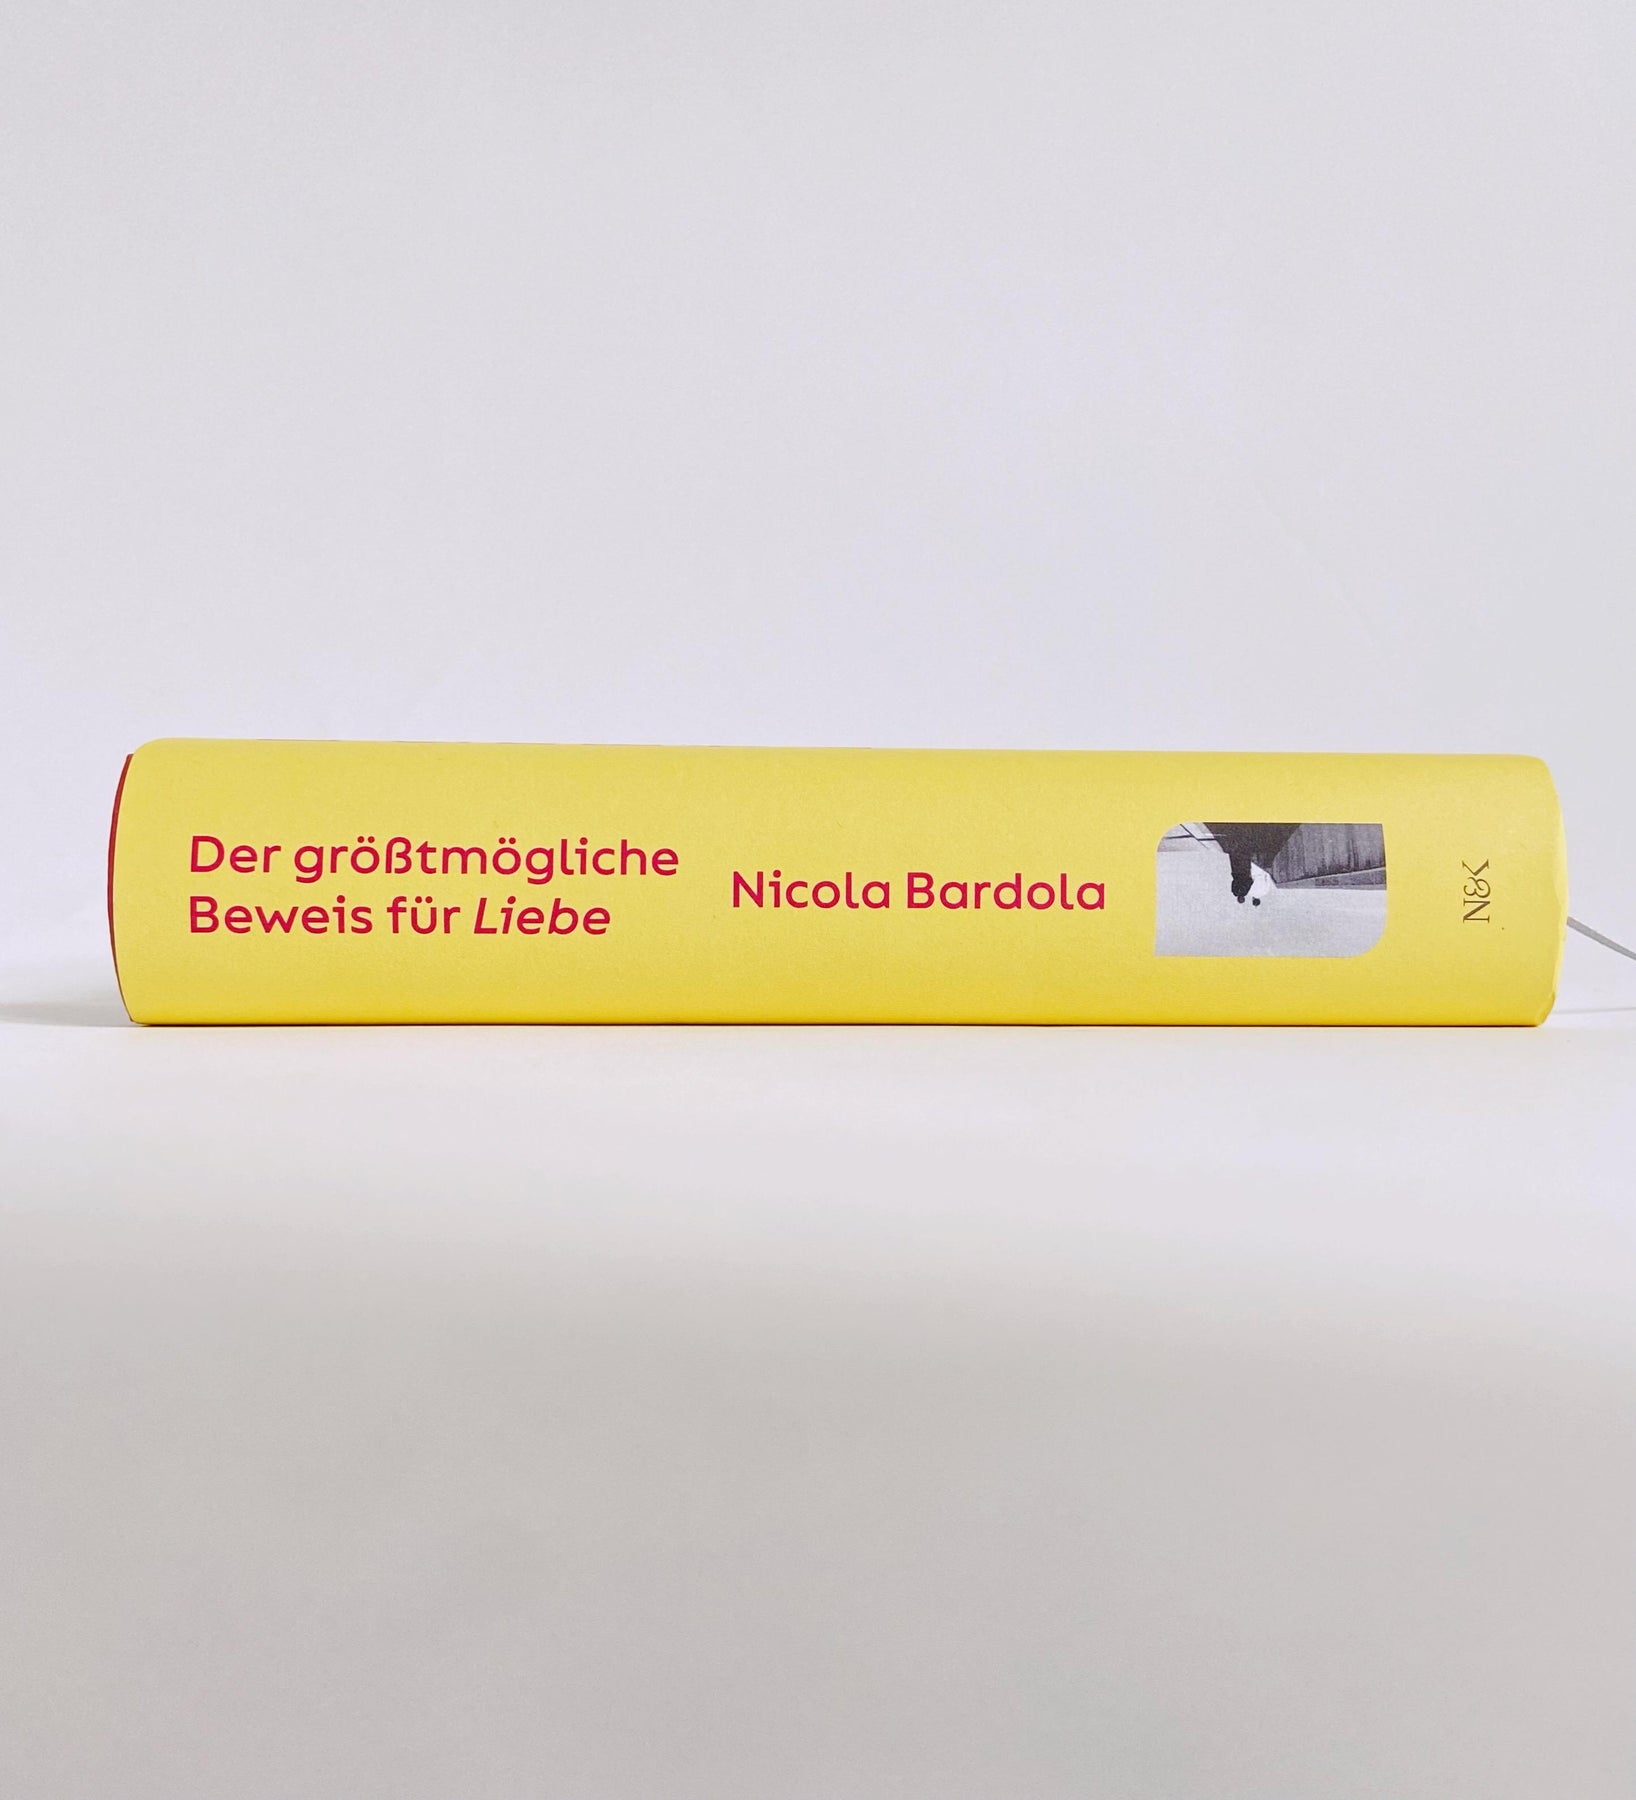 Der größtmögliche
Beweis für Liebe
Nicola Bardola
N&K